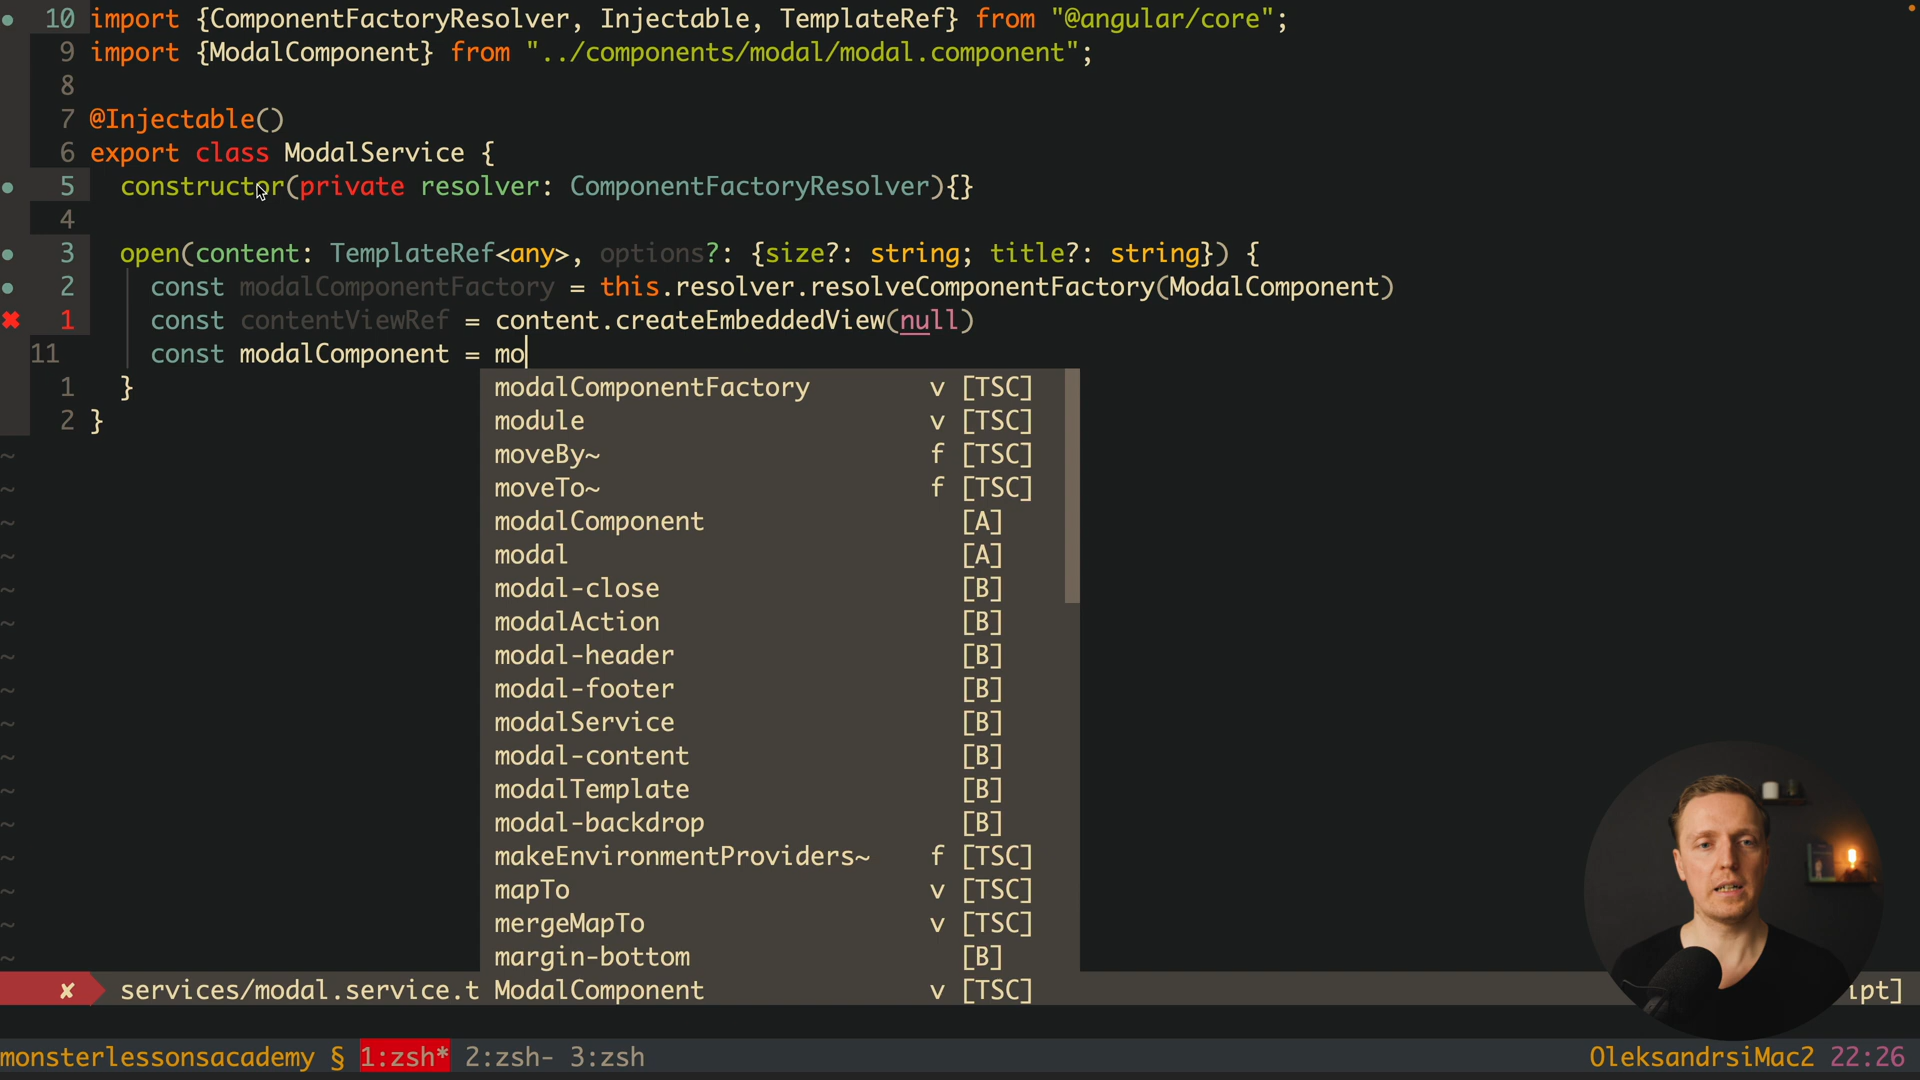 10 import {ComponentFactoryResolver, Injectable, TemplateRef} from "@angular/core";
9 import {ModalComponent} from "../components/modal/modal.component";
8
7 @Injectable()
6 export class ModalService {
5 constructor(private resolver: ComponentFactoryResolver){}
4
3 open(content: TemplateRef<any>, options?: {size?: string; title?: string}) {
2 const modalComponentFactory = this.resolver.resolveComponentFactory(ModalComponent)
✖ 1 const contentViewRef = content.createEmbeddedView(null)
11 const modalComponent = mo
1 }
2 }
~ modalComponentFactory v [TSC]
module v [TSC]
~ moveBy~ f [TSC]
~ moveTo~ f [TSC]
~ modalComponent [A]
~ modal [A]
~ modal-close [B]
~ modalAction [B]
~ modal-header [B]
~ modal-footer [B]
~ modalService [B]
~ modal-content [B]
~ modalTemplate [B]
~ modal-backdrop [B]
~ makeEnvironmentProviders~ f [TSC]
~ mapTo v [TSC]
~ mergeMapTo v [TSC]
~ margin-bottom [B]
✘ services/modal.service.t ModalComponent v [TSC] ipt]
monsterlessonsacademy § 1:zsh* 2:zsh- 3:zsh OleksandrsiMac2 22:26